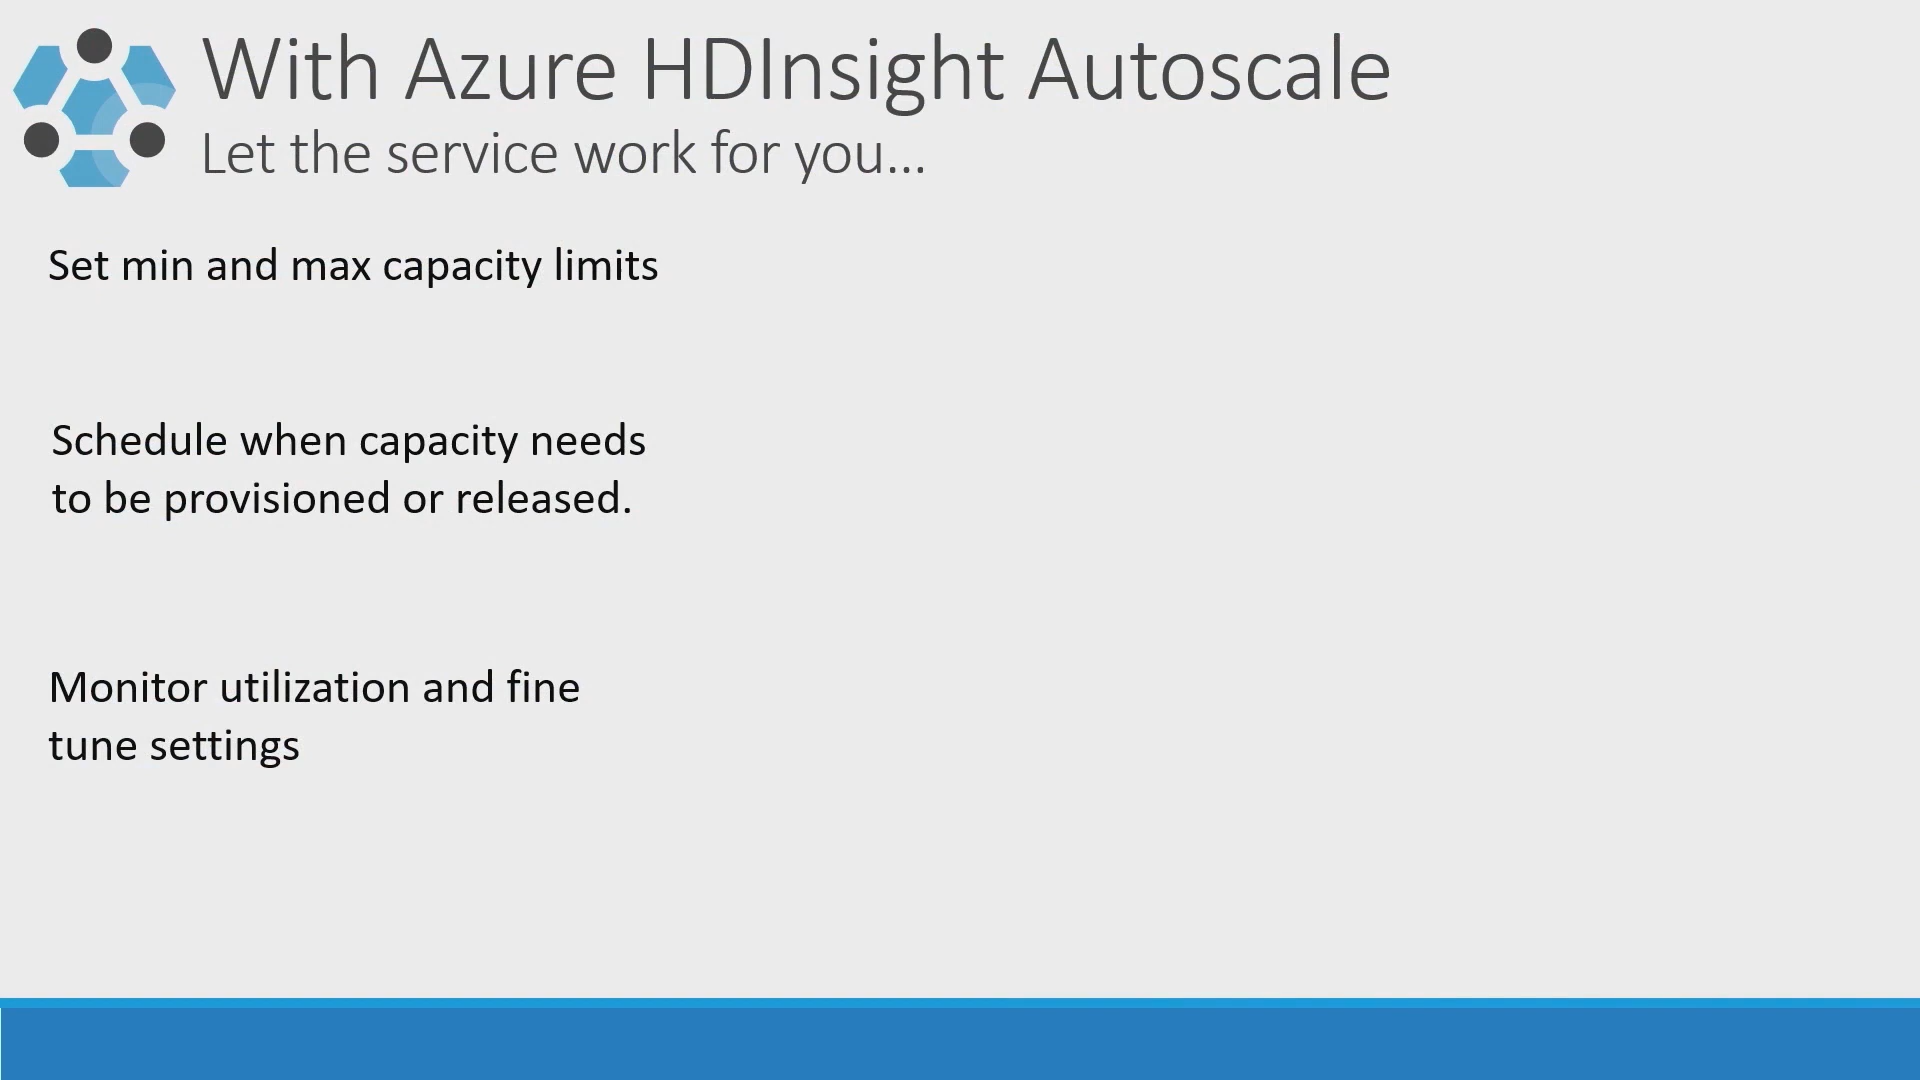 With Azure HDInsight Autoscale
Let the service work for you...
Set min and max capacity limits
Schedule when capacity needs
to be provisioned or released.
Monitor utilization and fine
tune settings